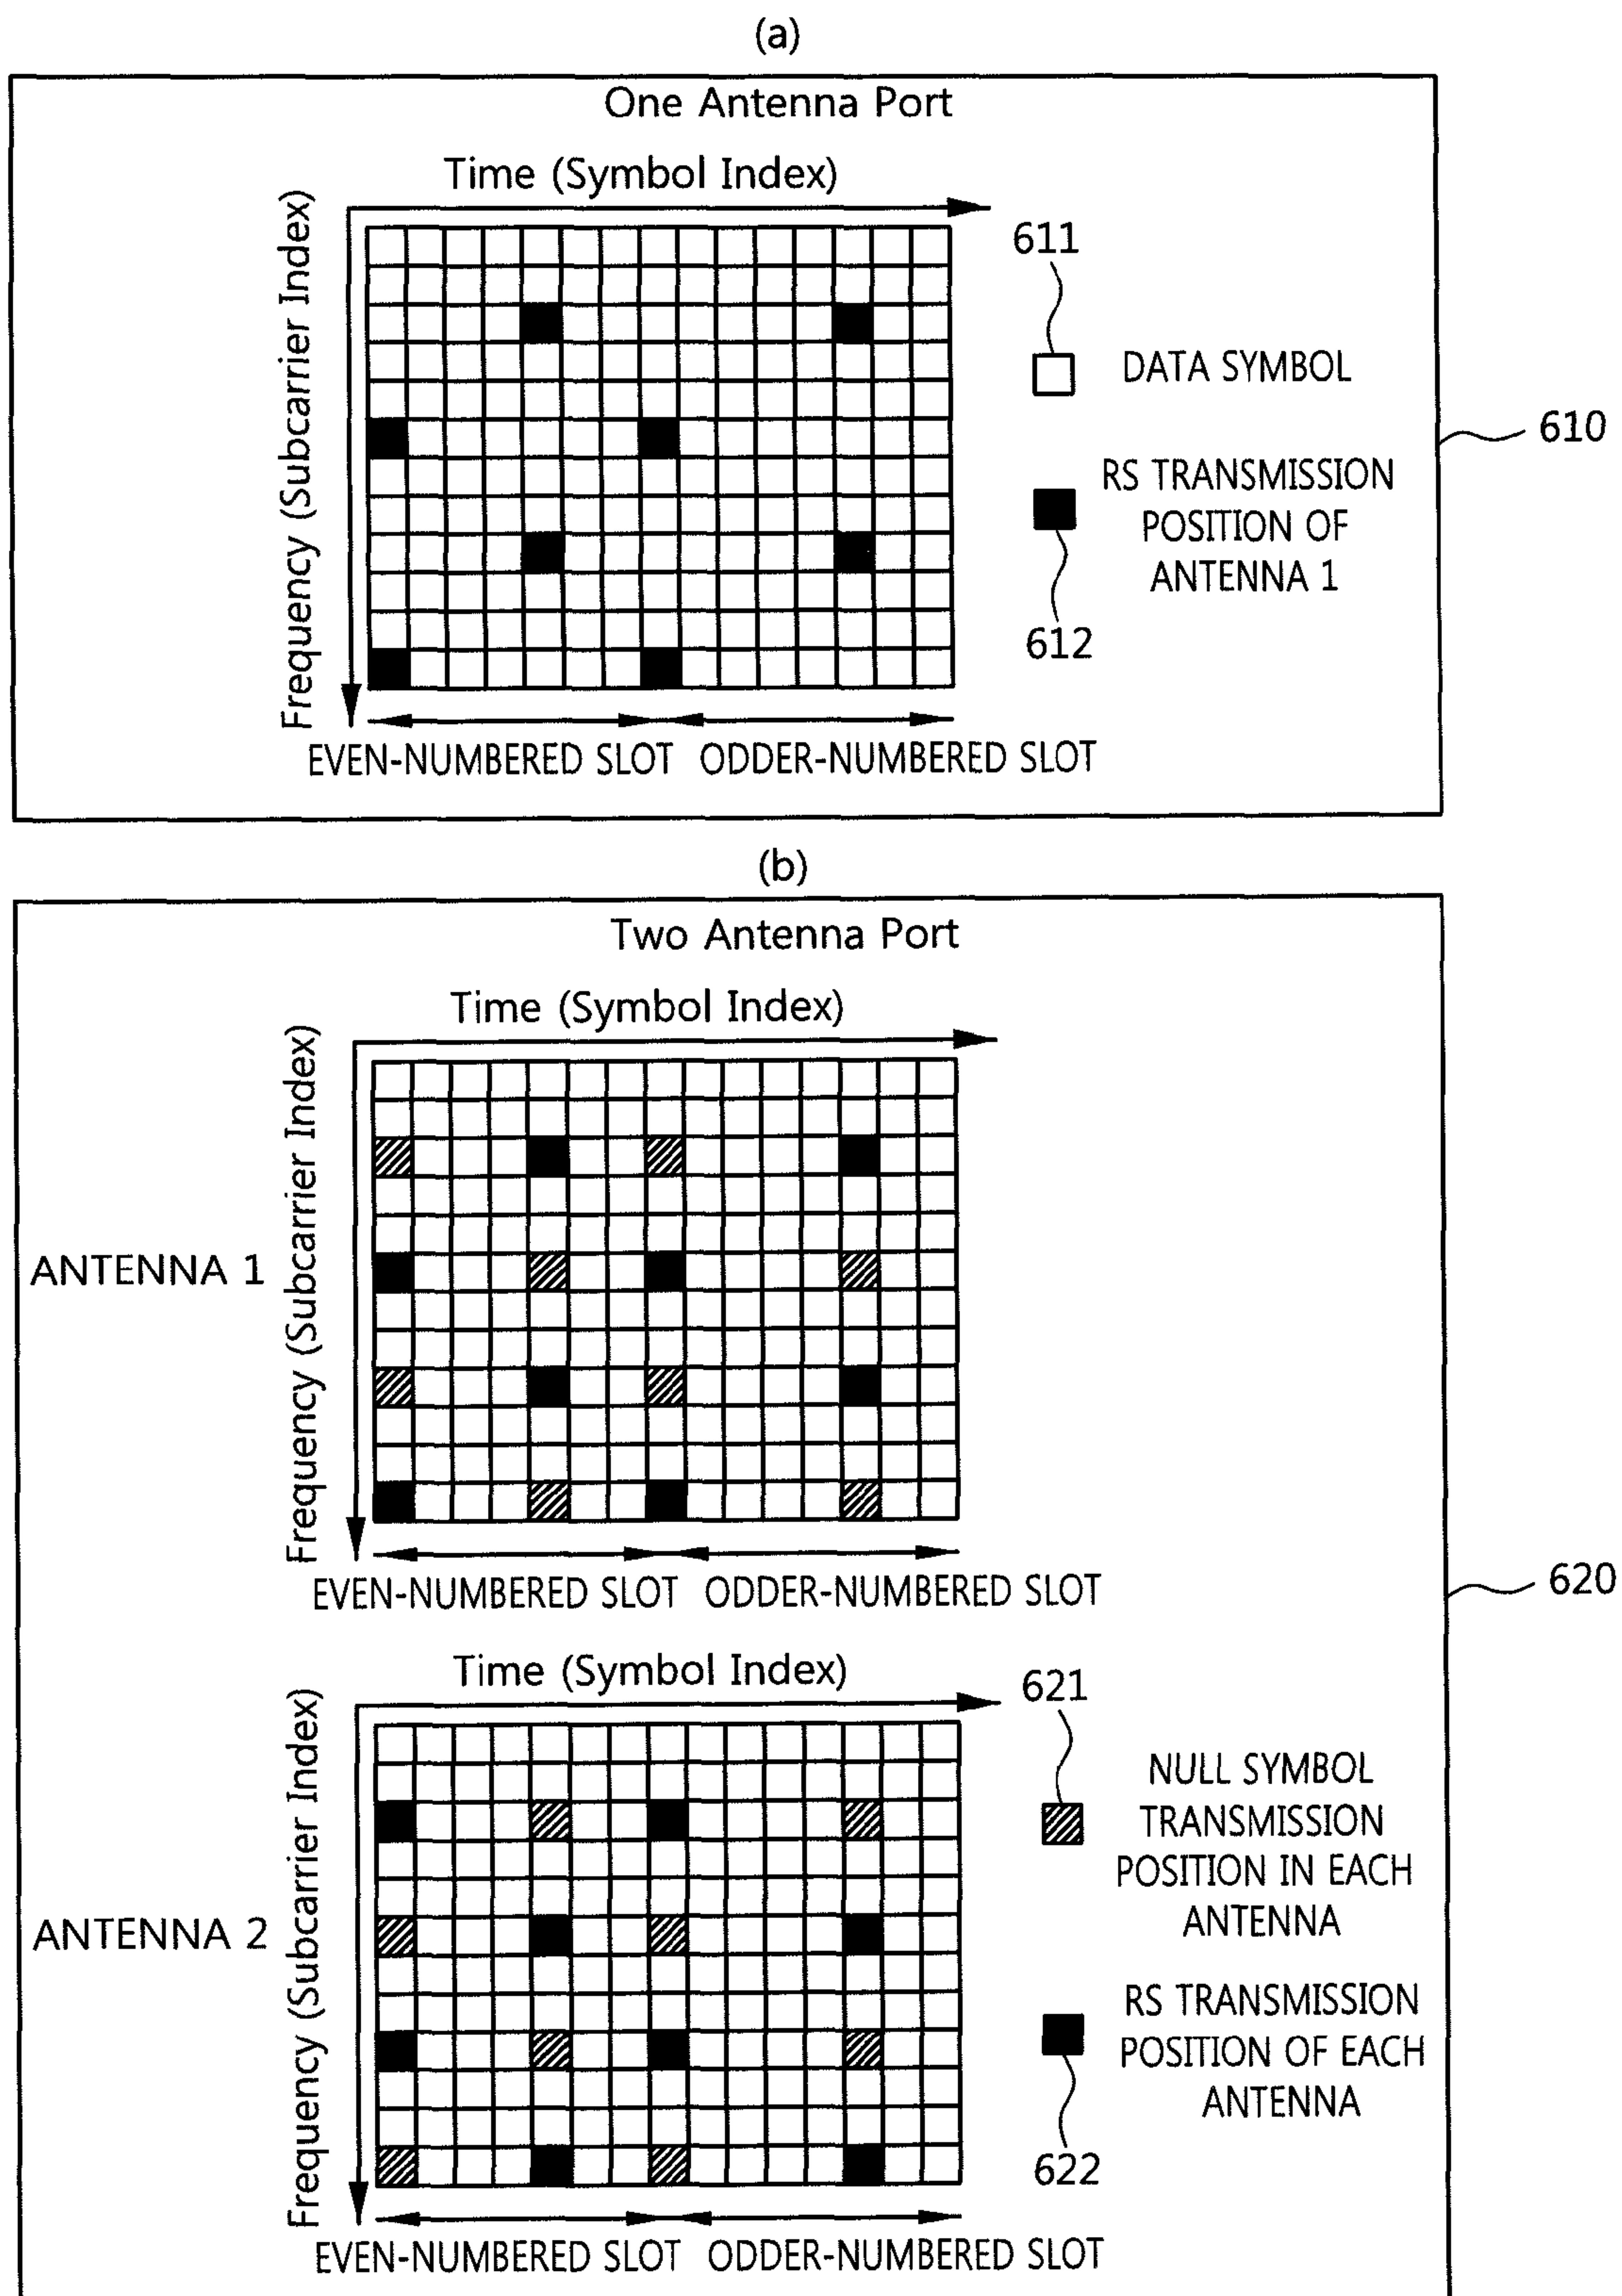 (a)
One Antenna Port
Time (Symbol Index)
Frequency (Subcarrier Index)
611
DATA SYMBOL
RS TRANSMISSION
POSITION OF
ANTENNA 1
612
610
EVEN-NUMBERED SLOT ODDER-NUMBERED SLOT
(b)
Two Antenna Port
Time (Symbol Index)
Frequency (Subcarrier Index)
ANTENNA 1
EVEN-NUMBERED SLOT ODDER-NUMBERED SLOT
620
Time (Symbol Index)
Frequency (Subcarrier Index)
ANTENNA 2
621
NULL SYMBOL
TRANSMISSION
POSITION IN EACH
ANTENNA
RS TRANSMISSION
POSITION OF EACH
ANTENNA
622
EVEN-NUMBERED SLOT ODDER-NUMBERED SLOT